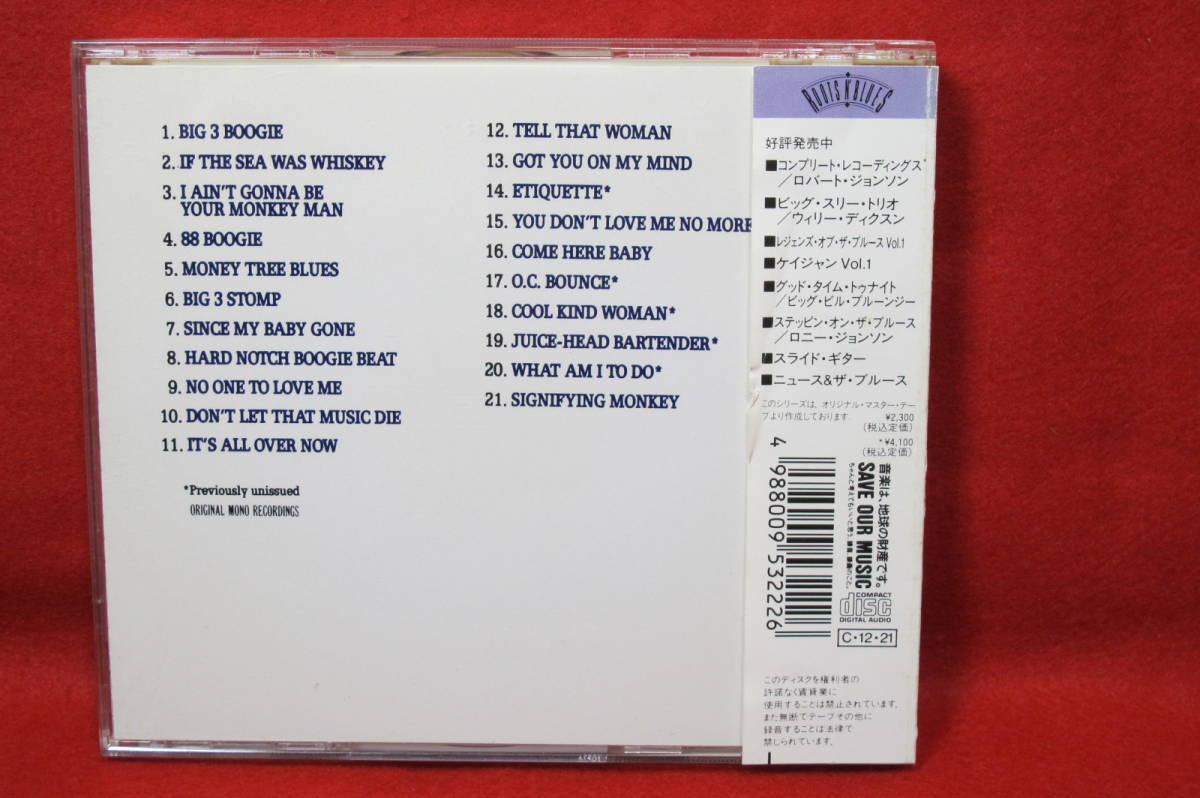 1. BIG 3 BOOGIE
2. IF THE SEA WAS WHISKEY
3. I AIN'T GONNA BE
YOUR MONKEY MAN
4. 88 BOOGIE
5. MONEY TREE BLUES
6. BIG 3 STOMP
7. SINCE MY BABY GONE
8. HARD NOTCH BOOGIE BEAT
9. NO ONE TO LOVE ME
10. DON'T LET THAT MUSIC DIE
11. IT'S ALL OVER NOW
*Previously unissued
ORIGINAL MONO RECORDINGS
12. TELL THAT WOMAN
13. GOT YOU ON MY MIND
14. ETIQUETTE*
15. YOU DON'T LOVE ME NO MORE
16. COME HERE BABY
17. O.C. BOUNCE*
18. COOL KIND WOMAN*
19. JUICE-HEAD BARTENDER*
20. WHAT AM I TO DO*
21. SIGNIFYING MONKEY
ROOTS N' BLUES
好評発売中
■コンプリート・レコーディングス*
／ロバート・ジョンソン
■ビッグ・スリー・トリオ
／ウィリー・ディクスン
■レジェンズ・オブ・ザ・ブルース Vol.1
■ケイジャン Vol.1
■グッド・タイム・トゥナイト
／ビッグ・ビル・ブルーンジー
■ステッピン・オン・ザ・ブルース
／ロニー・ジョンソン
■スライド・ギター
■ニュース&ザ・ブルース
このシリーズは、オリジナル・マスター・テー
プより作成しております。 ¥2,300
(税込定価)
*¥4,100
(税込定価)
4 988009 532226
音楽は、地球の財産です。
SAVE OUR MUSIC
COMPACT
disc
DIGITAL AUDIO
C・12・21
このディスクを権利者の
許諾なく賃貸業に
使用することは禁止されています。
また無断でテープその他に
録音することは法律で
禁じられています。